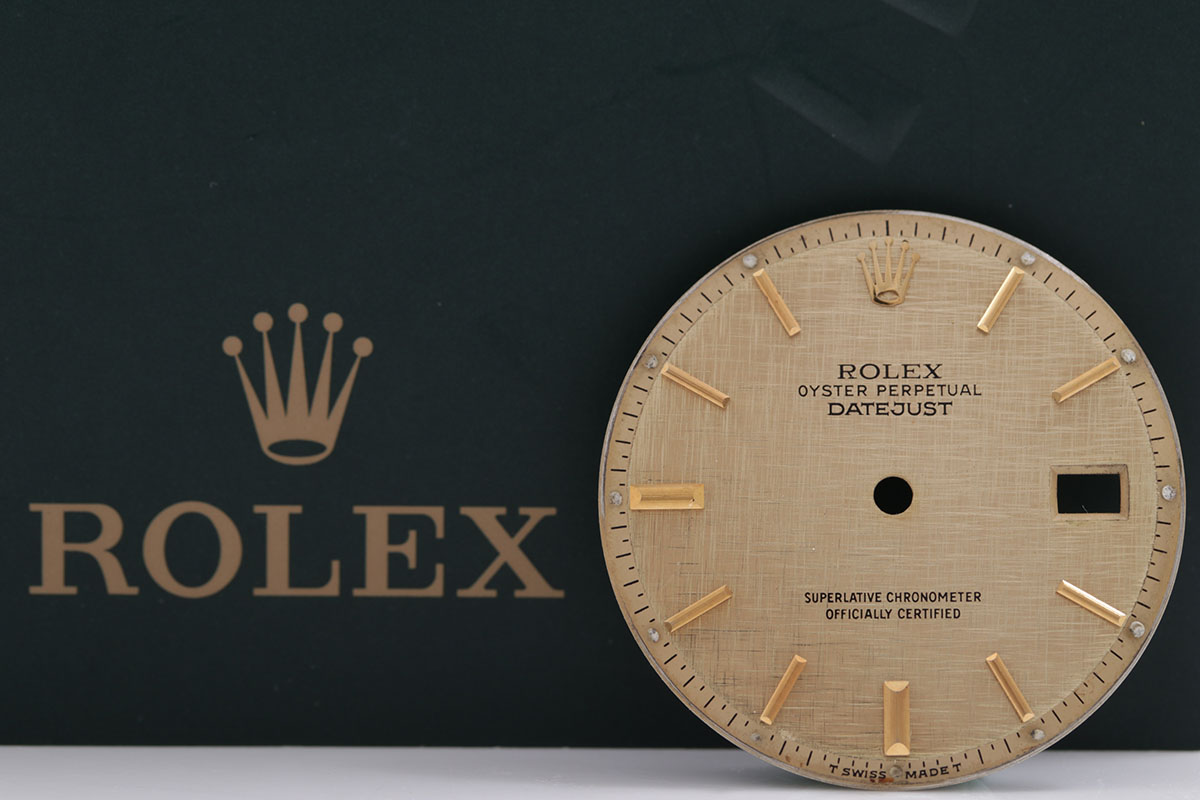 ROLEX
ROLEX
OYSTER PERPETUAL
DATEJUST
SUPERLATIVE CHRONOMETER
OFFICIALLY CERTIFIED
T SWISS MADE T